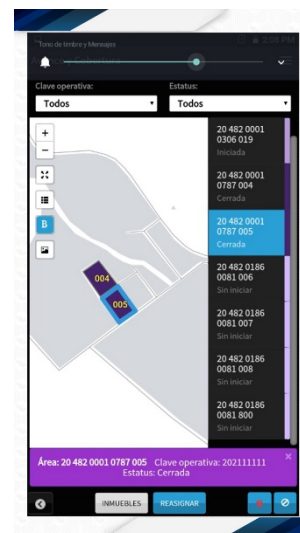 Tono de timbre y Mensajes
2:58 PM
Clave operativa:
Estatus:
Todos
Todos
+
−
B
004
005
20 482 0001
0306 019
Iniciada
20 482 0001
0787 004
Cerrada
20 482 0001
0787 005
Cerrada
20 482 0186
0081 006
Sin iniciar
20 482 0186
0081 007
Sin iniciar
20 482 0186
0081 008
Sin iniciar
20 482 0186
0081 800
Sin iniciar
Área: 20 482 0001 0787 005 Clave operativa: 202111111
Estatus: Cerrada
×
INMUEBLES
REASIGNAR